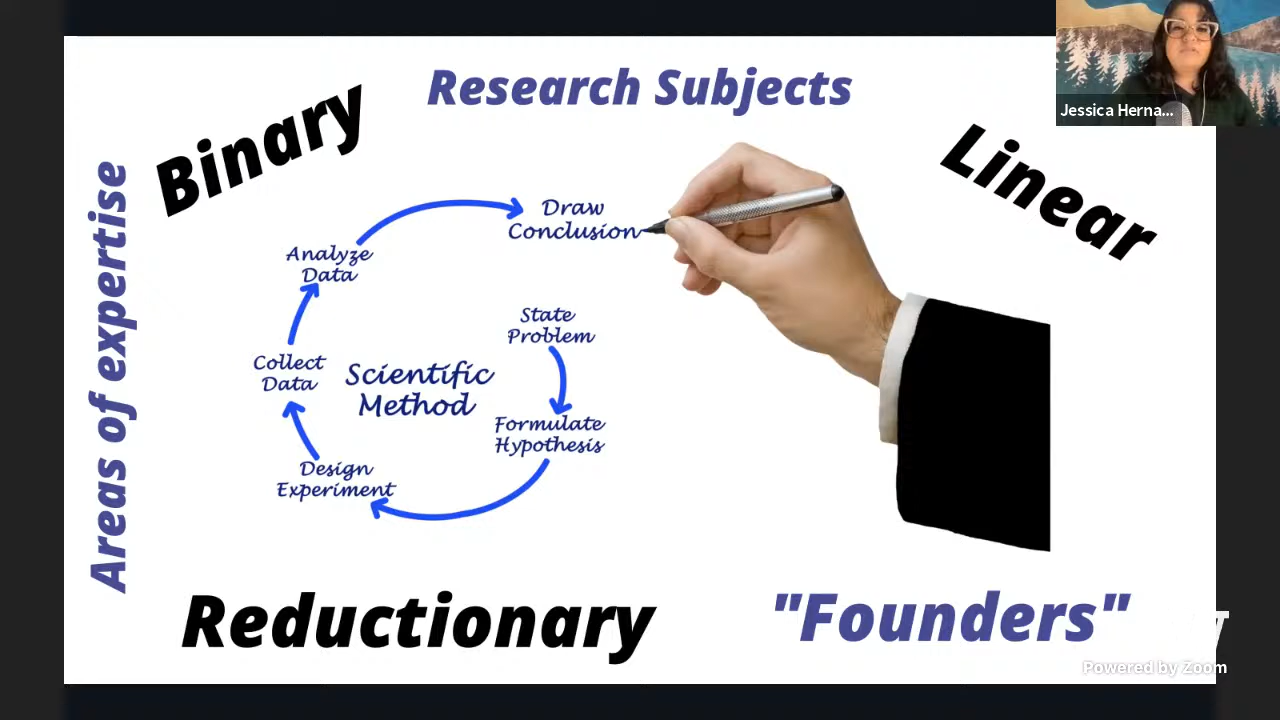 Research Subjects
Jessica Herna...
Binary
Linear
Areas of expertise
Draw
Conclusion
Analyze
Data
State
Problem
Collect
Data
Scientific
Method
Formulate
Hypothesis
Design
Experiment
Reductionary
"Founders"
Powered by Zoom